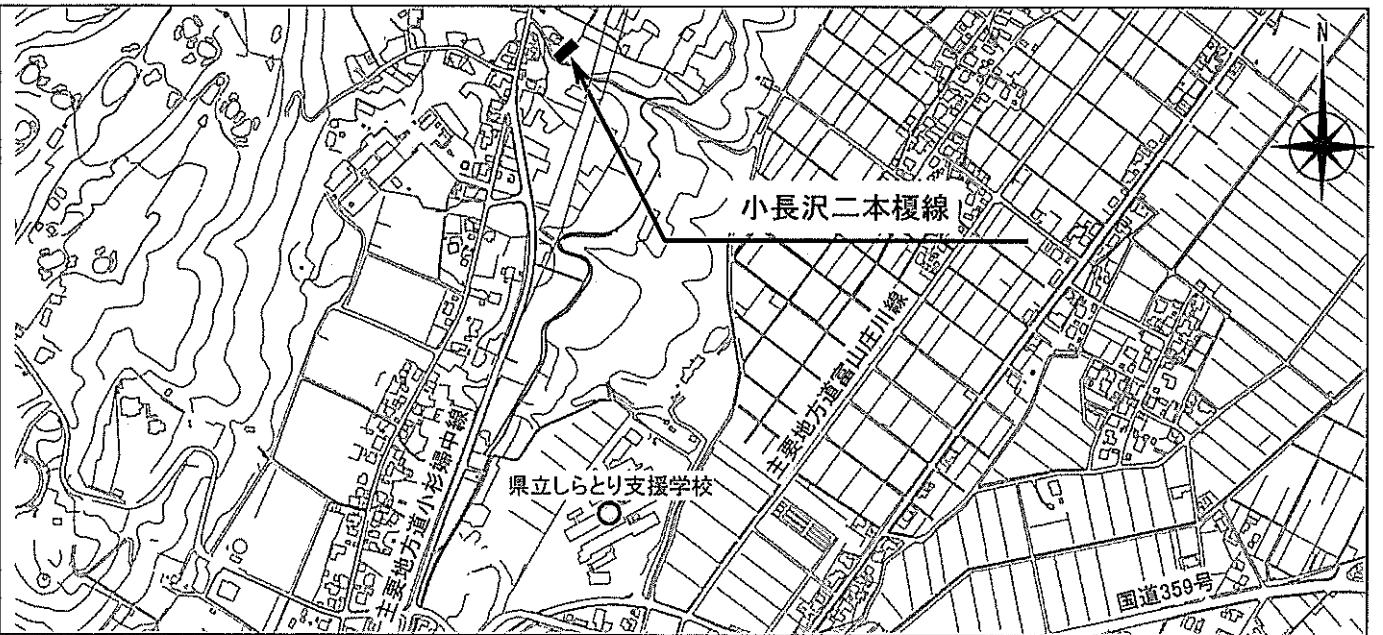 N
小長沢二本榎線
主要地方道富山庄川線
県立しらとり支援学校
主要地方道小杉婦中線
国道359号